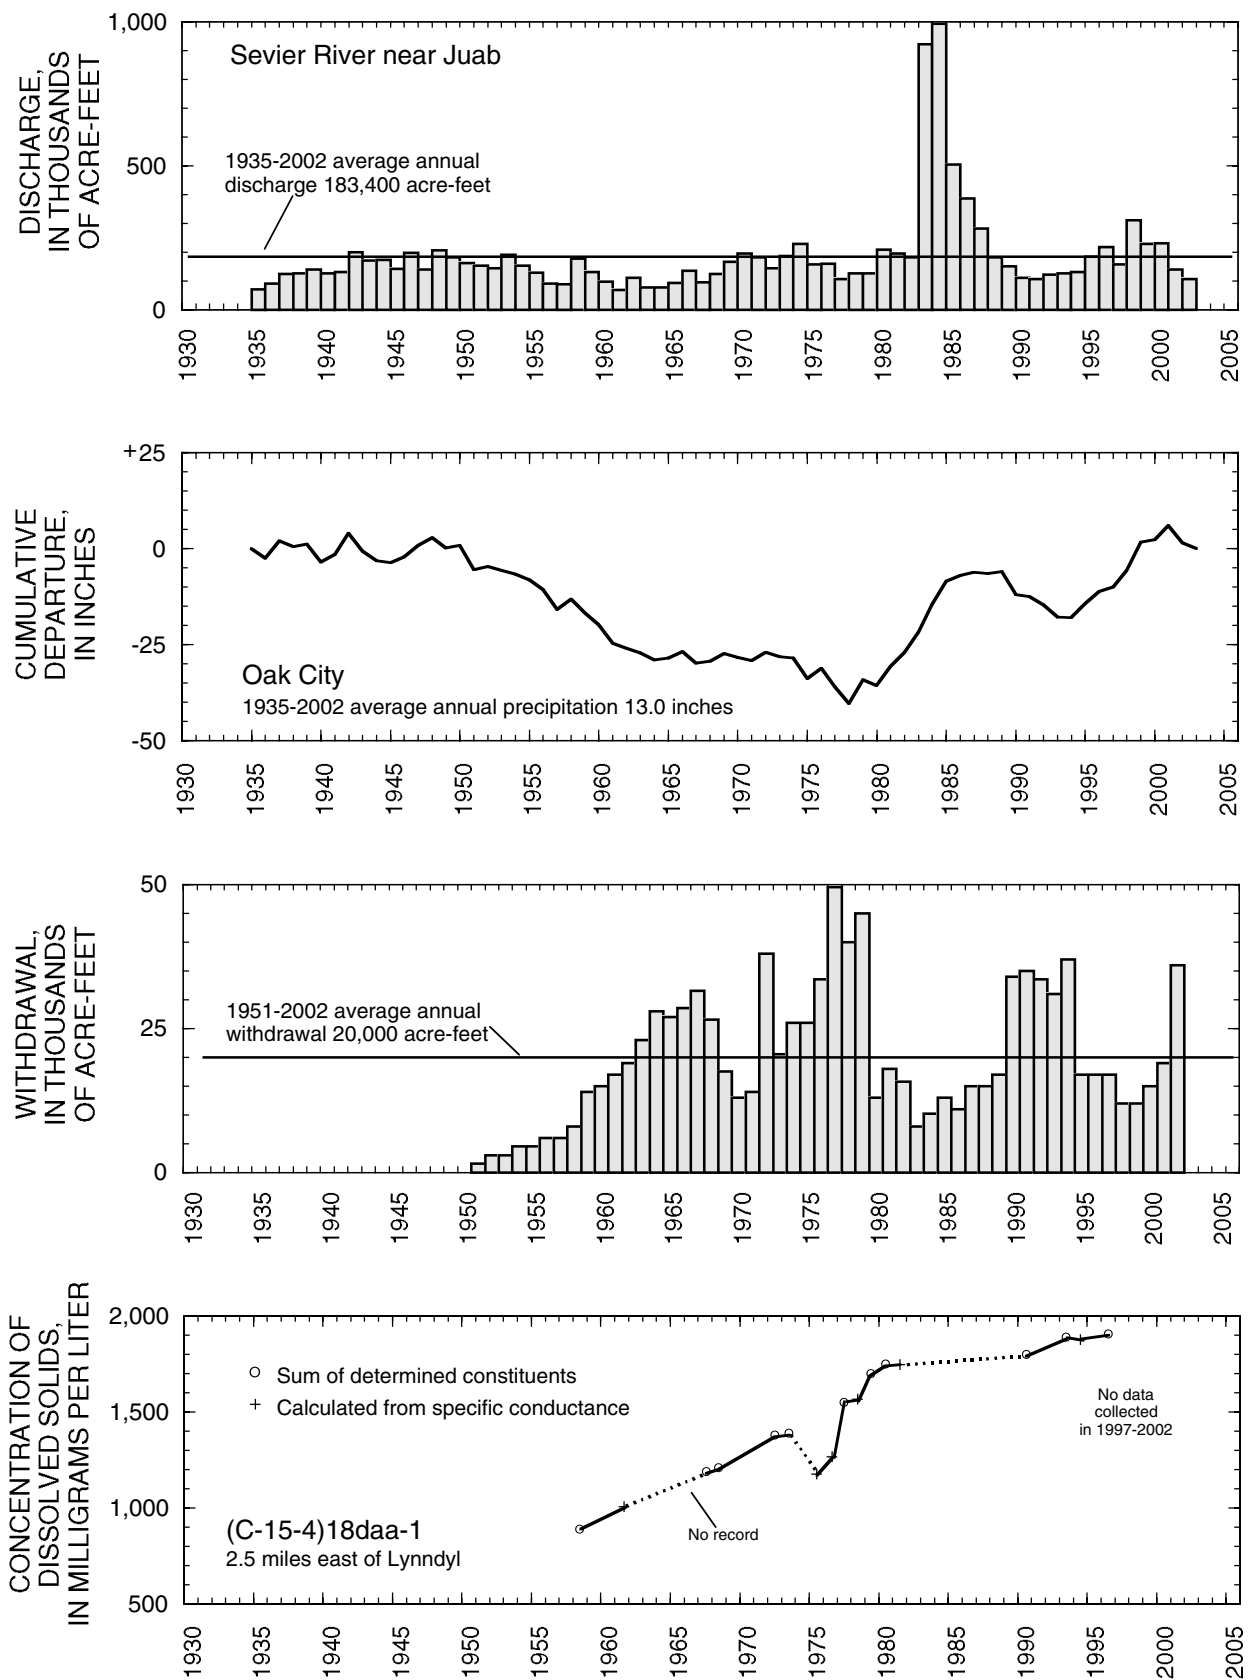 DISCHARGE,
IN THOUSANDS
OF ACRE-FEET
1,000
500
0
Sevier River near Juab
1935-2002 average annual
discharge 183,400 acre-feet
1930 1935 1940 1945 1950 1955 1960 1965 1970 1975 1980 1985 1990 1995 2000 2005
CUMULATIVE
DEPARTURE,
IN INCHES
+25
0
-25
-50
Oak City
1935-2002 average annual precipitation 13.0 inches
1930 1935 1940 1945 1950 1955 1960 1965 1970 1975 1980 1985 1990 1995 2000 2005
WITHDRAWAL,
IN THOUSANDS
OF ACRE-FEET
50
25
0
1951-2002 average annual
withdrawal 20,000 acre-feet
1930 1935 1940 1945 1950 1955 1960 1965 1970 1975 1980 1985 1990 1995 2000 2005
CONCENTRATION OF
DISSOLVED SOLIDS,
IN MILLIGRAMS PER LITER
2,000
1,500
1,000
500
Sum of determined constituents
+ Calculated from specific conductance
No data
collected
in 1997-2002
No record
(C-15-4)18daa-1
2.5 miles east of Lynndyl
1930 1935 1940 1945 1950 1955 1960 1965 1970 1975 1980 1985 1990 1995 2000 2005